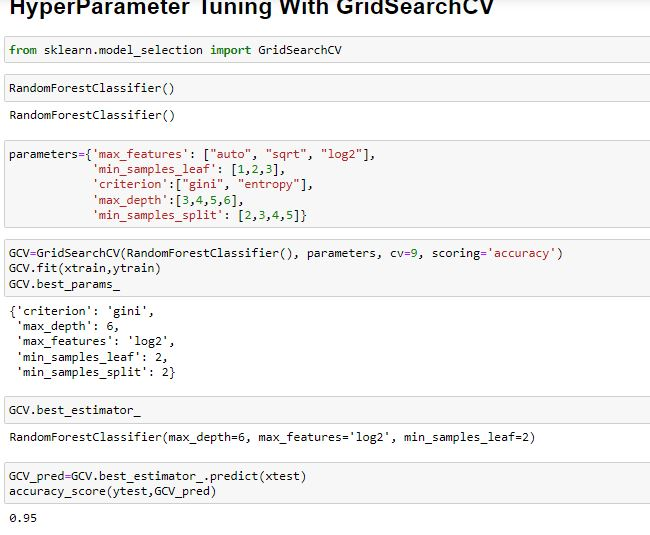 HyperParameter Tuning With GridSearchCV
from sklearn.model_selection import GridSearchCV
RandomForestClassifier()
RandomForestClassifier()
parameters={'max_features': ["auto", "sqrt", "log2"],
'min_samples_leaf': [1,2,3],
'criterion':["gini", "entropy"],
'max_depth':[3,4,5,6],
'min_samples_split': [2,3,4,5]}
GCV=GridSearchCV(RandomForestClassifier(), parameters, cv=9, scoring='accuracy')
GCV.fit(xtrain,ytrain)
GCV.best_params_
{'criterion': 'gini',
'max_depth': 6,
'max_features': 'log2',
'min_samples_leaf': 2,
'min_samples_split': 2}
GCV.best_estimator_
RandomForestClassifier(max_depth=6, max_features='log2', min_samples_leaf=2)
GCV_pred=GCV.best_estimator_.predict(xtest)
accuracy_score(ytest,GCV_pred)
0.95